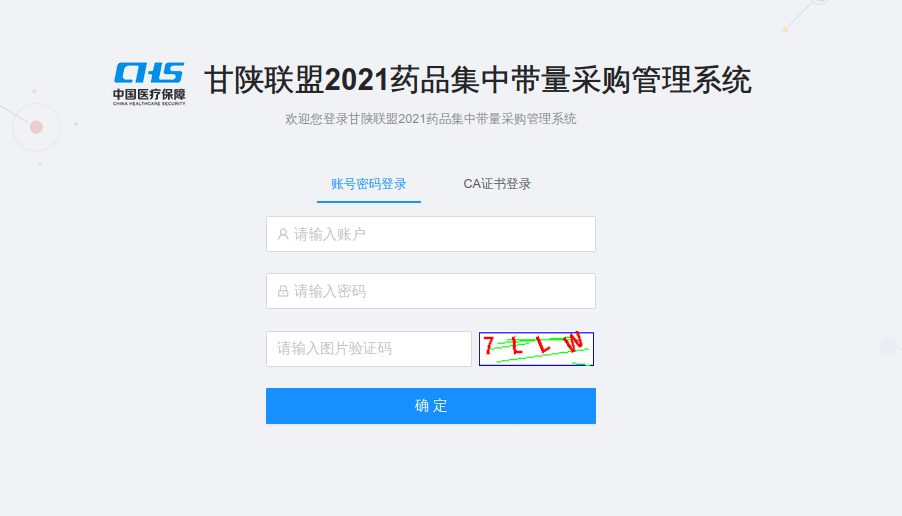 CHS
中国医疗保障
CHINA HEALTHCARE SECURITY
甘陕联盟2021药品集中带量采购管理系统
欢迎您登录甘陕联盟2021药品集中带量采购管理系统
账号密码登录
CA证书登录
请输入账户
请输入密码
请输入图片验证码
7LLW
确 定